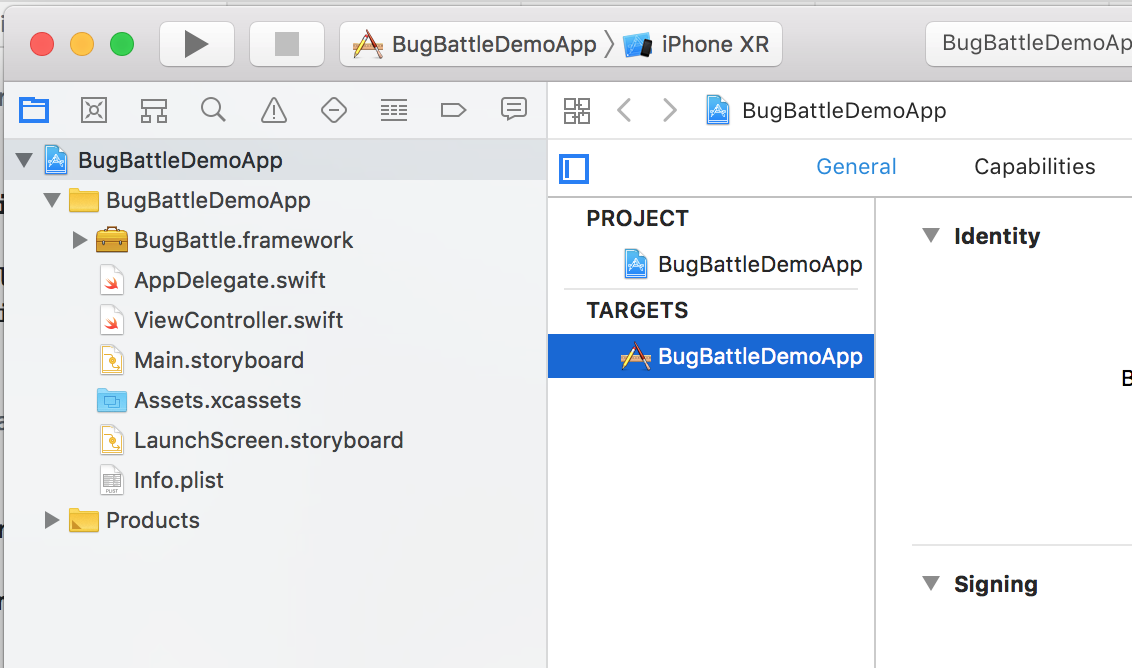 BugBattleDemoApp 〉 iPhone XR
BugBattleDemoAp
BugBattleDemoApp
General Capabilities
BugBattleDemoApp
BugBattleDemoApp
BugBattle.framework
AppDelegate.swift
ViewController.swift
Main.storyboard
Assets.xcassets
LaunchScreen.storyboard
Info.plist
Products
PROJECT
BugBattleDemoApp
TARGETS
BugBattleDemoApp
Identity
B
Signing